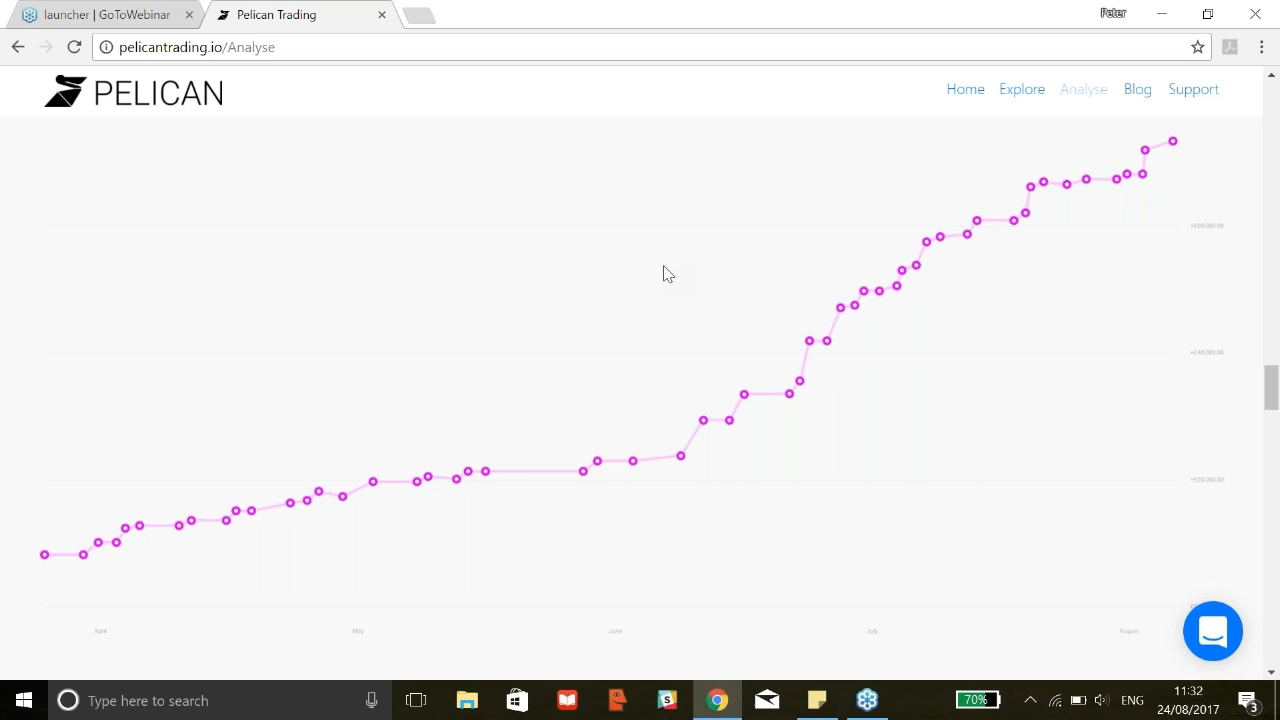 launcher | GoToWebinar
Pelican Trading
Peter
pelicantrading.io/Analyse
PELICAN
Home Explore Analyse Blog Support
+£60,000.00
+£40,000.00
+£20,000.00
April May June July August
Type here to search
S
70%
ENG
11:32
24/08/2017
3